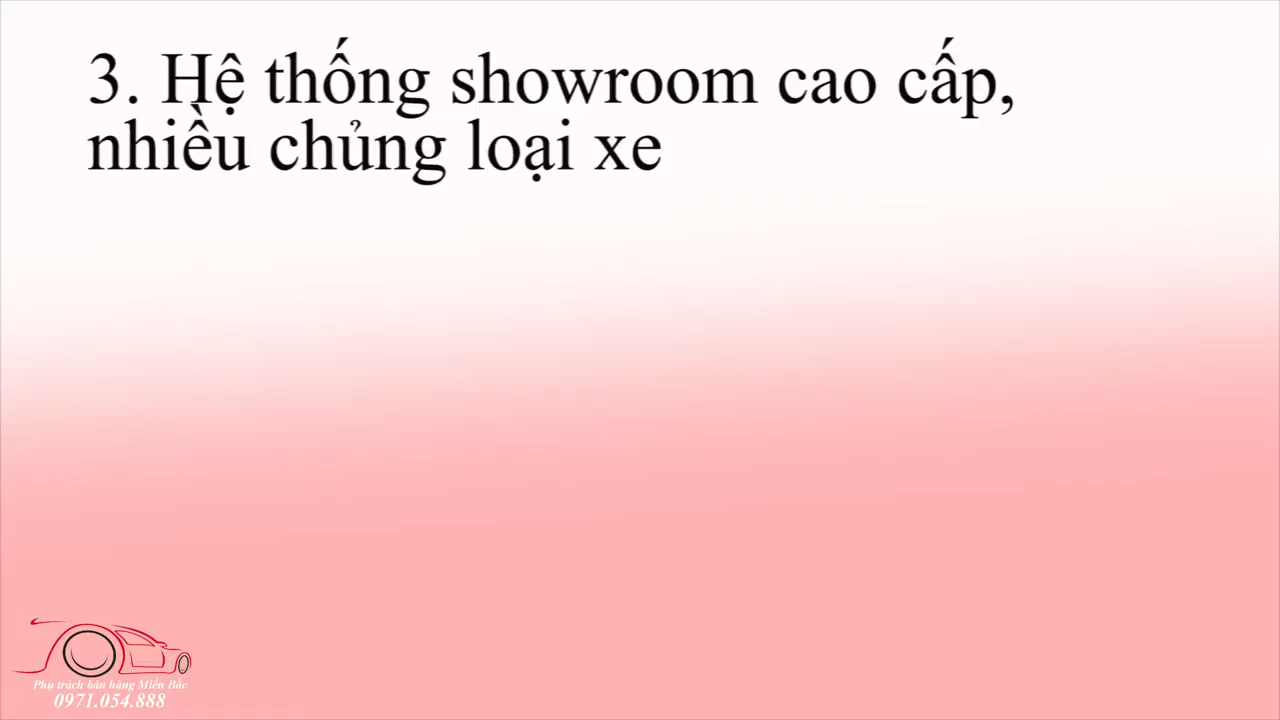 3. Hệ thống showroom cao cấp,
nhiều chủng loại xe
Phụ trách bán hàng Miền Bắc
0971.054.888